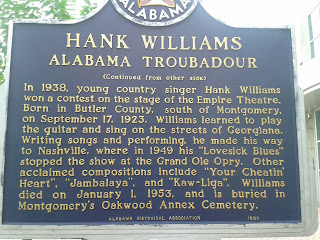 ALABAMA
HANK WILLIAMS
ALABAMA TROUBADOUR
(Continued from other side)
In 1938, young country singer Hank Williams
won a contest on the stage of the Empire Theatre.
Born in Butler County, south of Montgomery,
on September 17, 1923, Williams learned to play
the guitar and sing on the streets of Georgiana.
Writing songs and performing, he made his way
to Nashville, where in 1949 his "Lovesick Blues"
stopped the show at the Grand Ole Opry. Other
acclaimed compositions include "Your Cheatin'
Heart", "Jambalaya", and "Kaw-Liga". Williams
died on January 1, 1953, and is buried in
Montgomery's Oakwood Annex Cemetery.
ALABAMA HISTORICAL ASSOCIATION